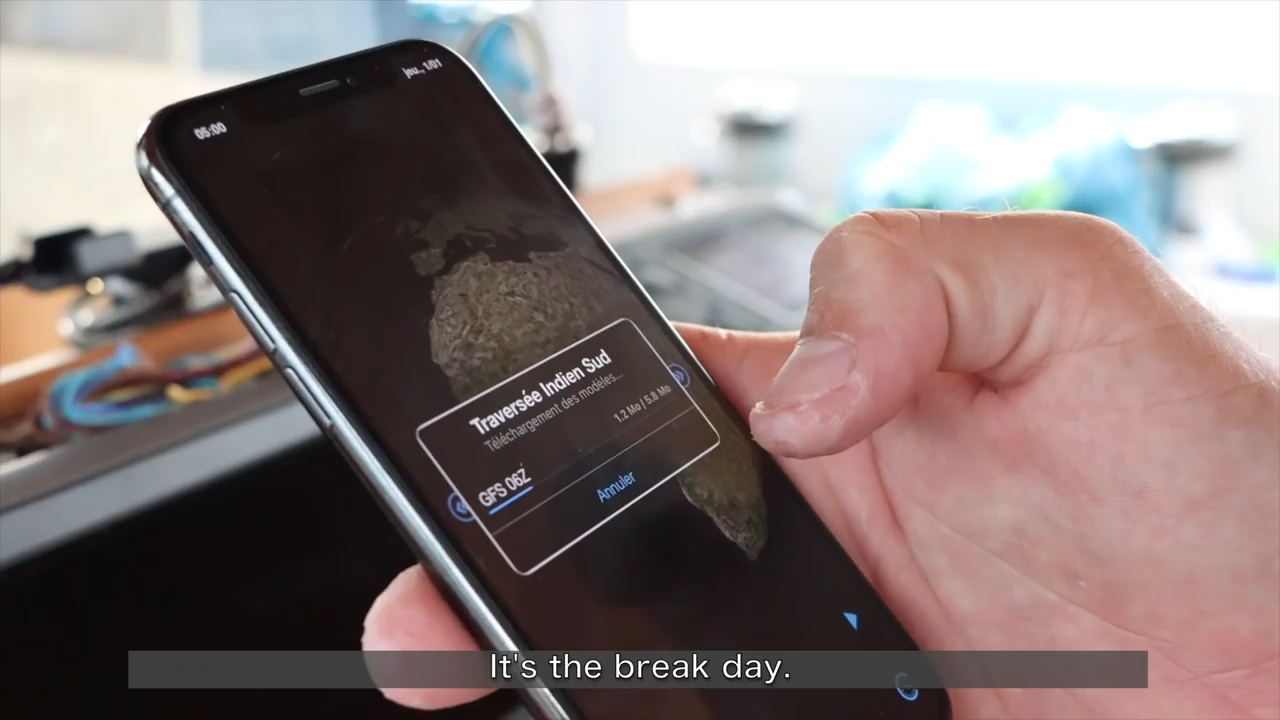 05:00
jeu., 1/01
Traversée Indien Sud
Téléchargement des modèles...
1.2 Mo / 5.8 Mo
GFS 06Z
Annuler
It's the break day.